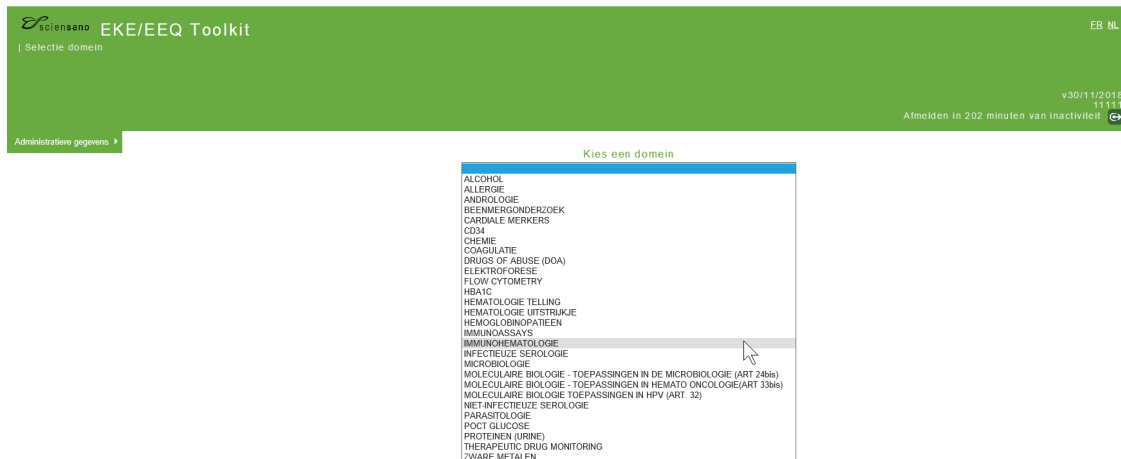 sciensano EKE/EEQ Toolkit
FR NL
| Selectie domein
v30/11/2018
11111
Afmelden in 202 minuten van inactiviteit
Administratieve gegevens
Kies een domein
ALCOHOL
ALLERGIE
ANDROLOGIE
BEENMERGONDERZOEK
CARDIALE MERKERS
CD34
CHEMIE
COAGULATIE
DRUGS OF ABUSE (DOA)
ELEKTROFORESE
FLOW CYTOMETRY
HBA1C
HEMATOLOGIE TELLING
HEMATOLOGIE UITSTRIJKJE
HEMOGLOBINOPATIEEN
IMMUNOASSAYS
IMMUNOHEMATOLOGIE
INFECTIEUZE SEROLOGIE
MICROBIOLOGIE
MOLECULAIRE BIOLOGIE - TOEPASSINGEN IN DE MICROBIOLOGIE (ART 24bis)
MOLECULAIRE BIOLOGIE - TOEPASSINGEN IN HEMATO ONCOLOGIE(ART 33bis)
MOLECULAIRE BIOLOGIE TOEPASSINGEN IN HPV (ART. 32)
NIET-INFECTIEUZE SEROLOGIE
PARASITOLOGIE
POCT GLUCOSE
PROTEINEN (URINE)
THERAPEUTIC DRUG MONITORING
ZWARE METALEN